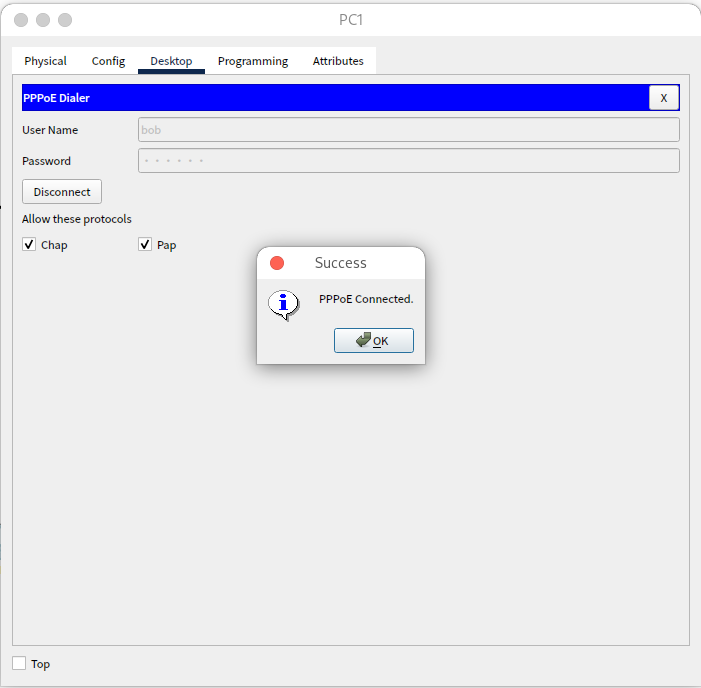 PC1
Physical Config Desktop Programming Attributes
PPPoE Dialer X
User Name bob
Password ••••••
Disconnect
Allow these protocols
Chap Pap
Success
PPPoE Connected.
OK
Top